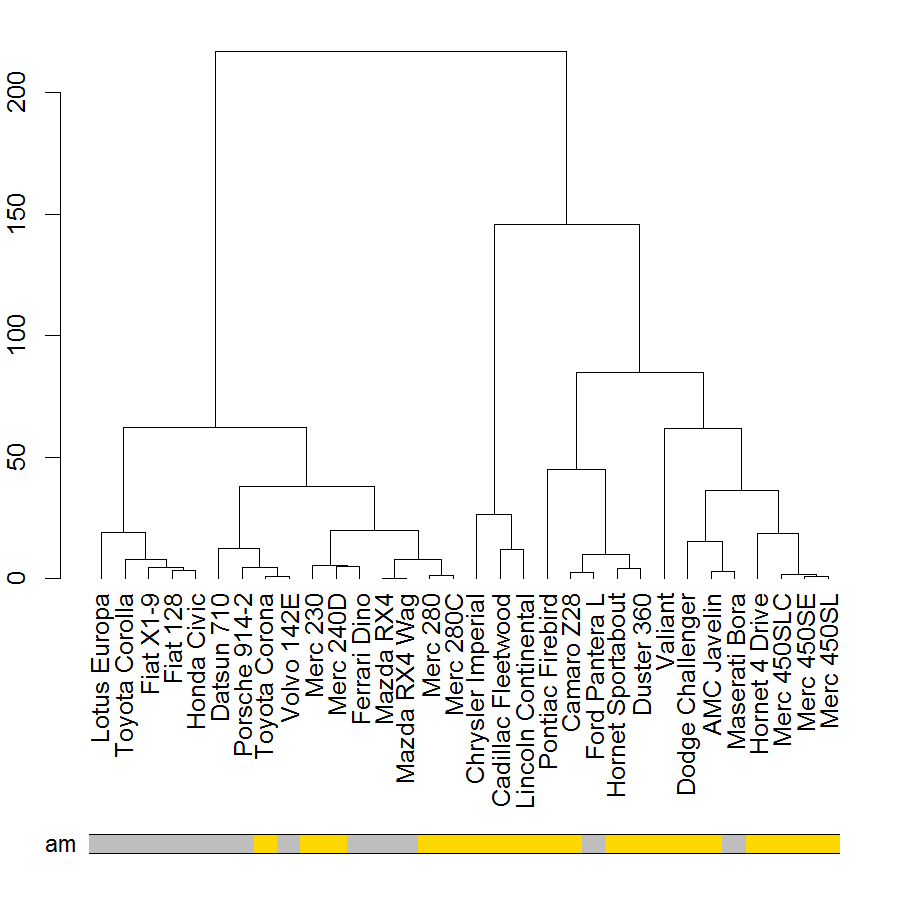 200
150
100
50
0
Lotus Europa
Toyota Corolla
Fiat X1-9
Fiat 128
Honda Civic
Datsun 710
Porsche 914-2
Toyota Corona
Volvo 142E
Merc 230
Merc 240D
Ferrari Dino
Mazda RX4
Mazda RX4 Wag
Merc 280
Merc 280C
Chrysler Imperial
Cadillac Fleetwood
Lincoln Continental
Pontiac Firebird
Camaro Z28
Ford Pantera L
Hornet Sportabout
Duster 360
Valiant
Dodge Challenger
AMC Javelin
Maserati Bora
Hornet 4 Drive
Merc 450SLC
Merc 450SE
Merc 450SL
am